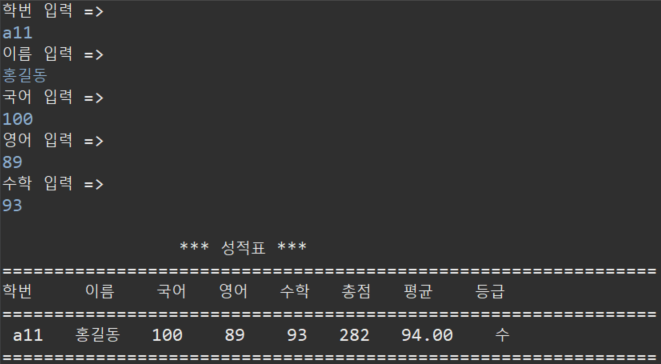 학번 입력 =>
a11
이름 입력 =>
홍길동
국어 입력 =>
100
영어 입력 =>
89
수학 입력 =>
93
*** 성적표 ***
===============================================================
학번 이름 국어 영어 수학 총점 평균 등급
===============================================================
a11 홍길동 100 89 93 282 94.00 수
===============================================================